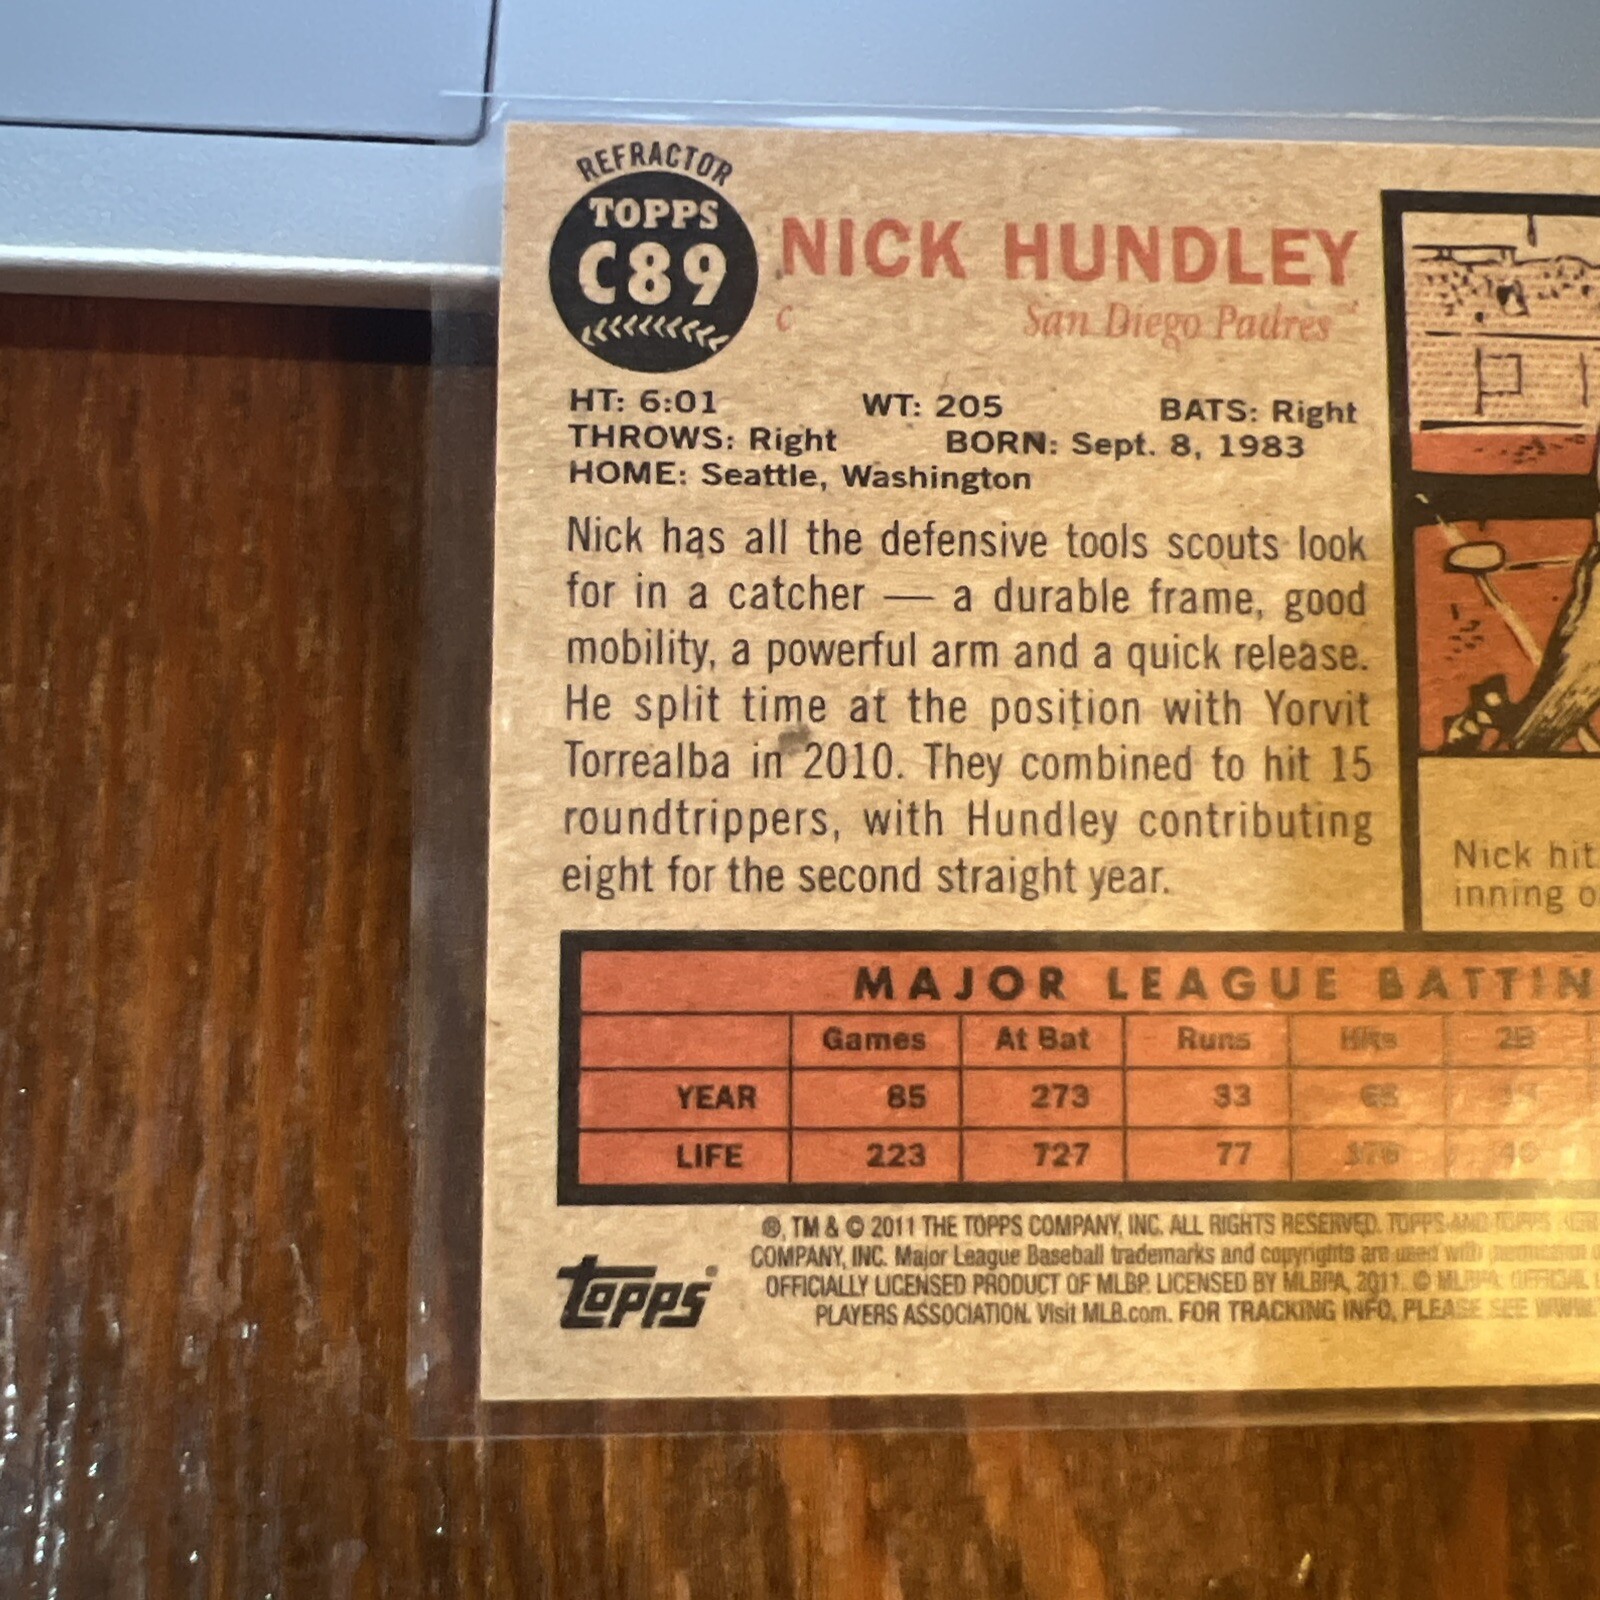 REFRACTOR
TOPPS
C89
NICK HUNDLEY
C San Diego Padres
HT: 6:01 WT: 205 BATS: Right
THROWS: Right BORN: Sept. 8, 1983
HOME: Seattle, Washington
Nick has all the defensive tools scouts look
for in a catcher — a durable frame, good
mobility, a powerful arm and a quick release.
He split time at the position with Yorvit
Torrealba in 2010. They combined to hit 15
roundtrippers, with Hundley contributing
eight for the second straight year.
Nick hit
inning
MAJOR LEAGUE BATTIN
Games At Bat Runs Hits 2B
YEAR 85 273 33
LIFE 223 727 77
®, TM & © 2011 THE TOPPS COMPANY, INC. ALL RIGHTS RESERVED. TOPPS AND TOPPS
COMPANY, INC. Major League Baseball trademarks and copyrights are used with permission
OFFICIALLY LICENSED PRODUCT OF MLBP. LICENSED BY MLBPA, 2011. © MLBPA. OFFICIAL
PLAYERS ASSOCIATION. Visit MLB.com. FOR TRACKING INFO, PLEASE SEE WWW.
topps®